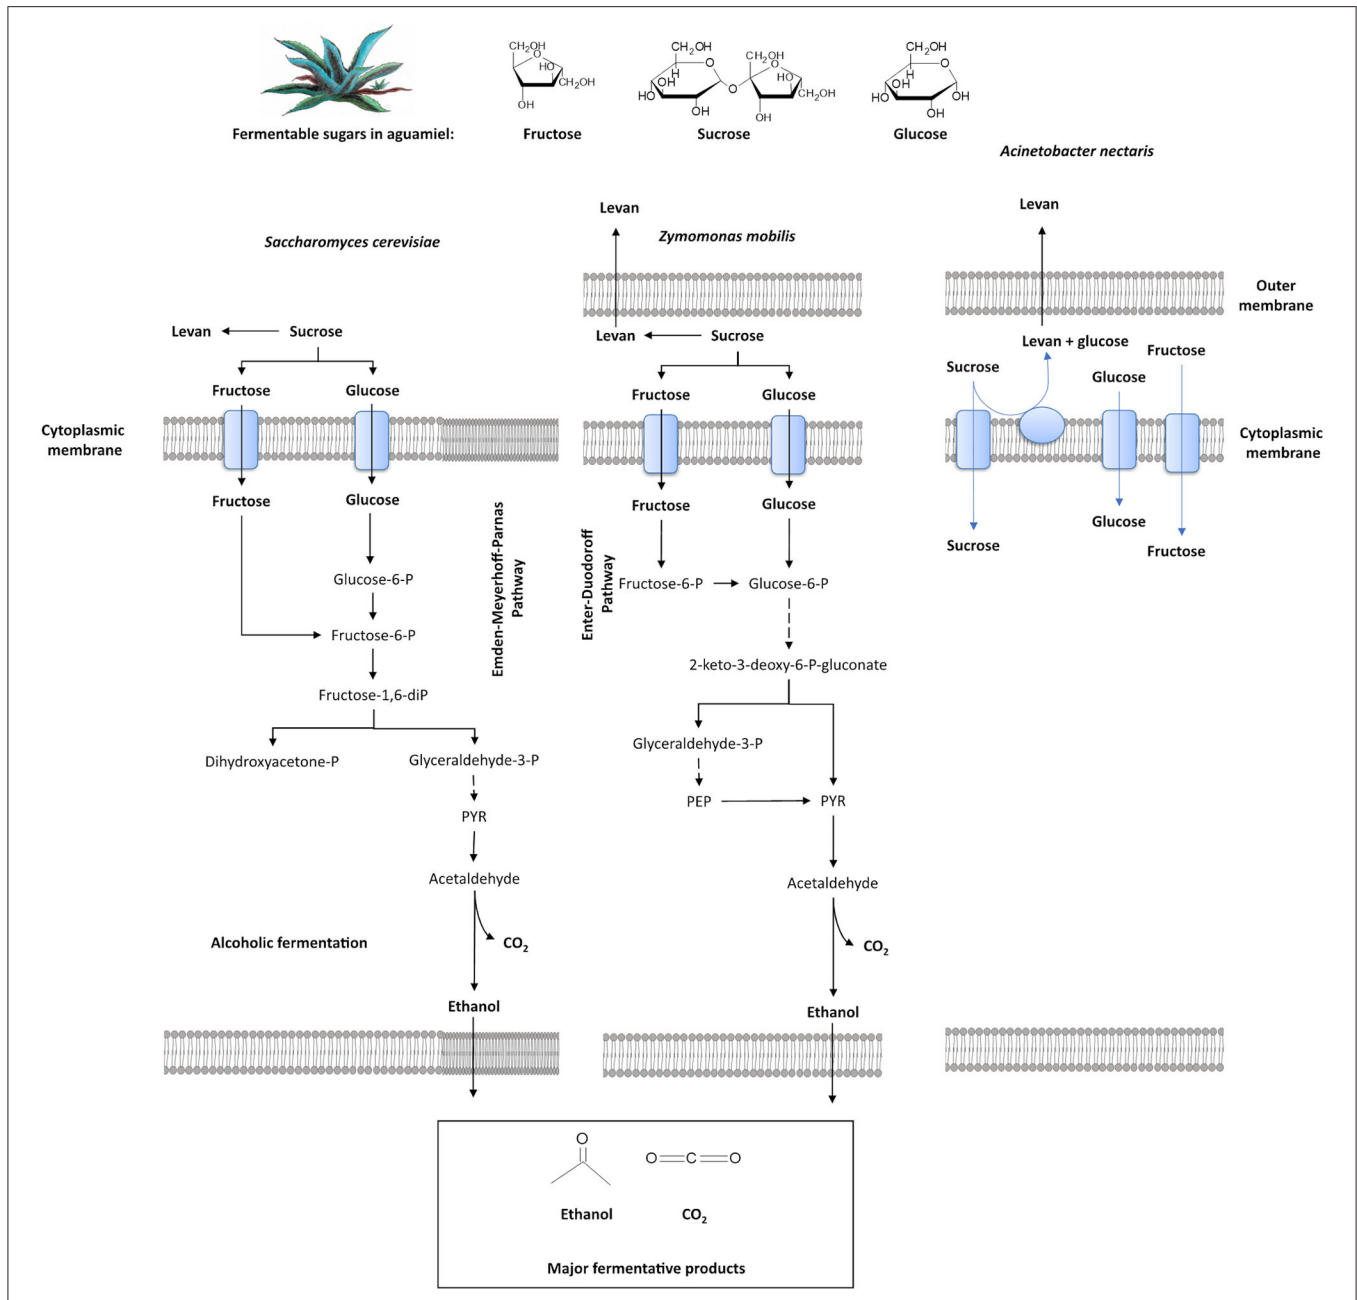 CH₂OH
O
HO
CH₂OH
OH
CH₂OH
O
H
OH
HO
OH
O
CH₂OH
O
HO
CH₂OH
OH
CH₂OH
O
H
OH
HO
OH
OH
Fermentable sugars in aguamiel:
Fructose
Sucrose
Glucose
Acinetobacter nectaris
Levan
Levan
Saccharomyces cerevisiae
Zymomonas mobilis
Outer
membrane
Levan
Sucrose
Levan
Sucrose
Levan + glucose
Fructose
Sucrose
Glucose
Fructose
Glucose
Fructose
Glucose
Cytoplasmic
membrane
Cytoplasmic
membrane
Fructose
Glucose
Fructose
Glucose
Glucose
Sucrose
Fructose
Emden-Meyerhoff-Parnas
Pathway
Enter-Duodoroff
Pathway
Glucose-6-P
Fructose-6-P
Glucose-6-P
Fructose-6-P
2-keto-3-deoxy-6-P-gluconate
Fructose-1,6-diP
Dihydroxyacetone-P
Glyceraldehyde-3-P
Glyceraldehyde-3-P
PEP
PYR
PYR
Acetaldehyde
Acetaldehyde
Alcoholic fermentation
CO₂
CO₂
Ethanol
Ethanol
O
O
C
O
Ethanol
CO₂
Major fermentative products